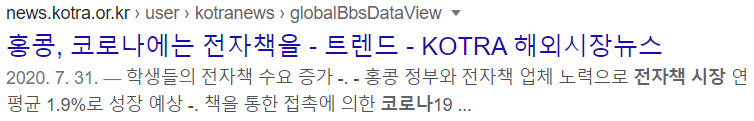 news.kotra.or.kr › user › kotranews › globalBbsDataView
홍콩, 코로나에는 전자책을 - 트렌드 - KOTRA 해외시장뉴스
2020. 7. 31. — 학생들의 전자책 수요 증가 -. - 홍콩 정부와 전자책 업체 노력으로 전자책 시장 연
평균 1.9%로 성장 예상 -. 책을 통한 접촉에 의한 코로나19 ...